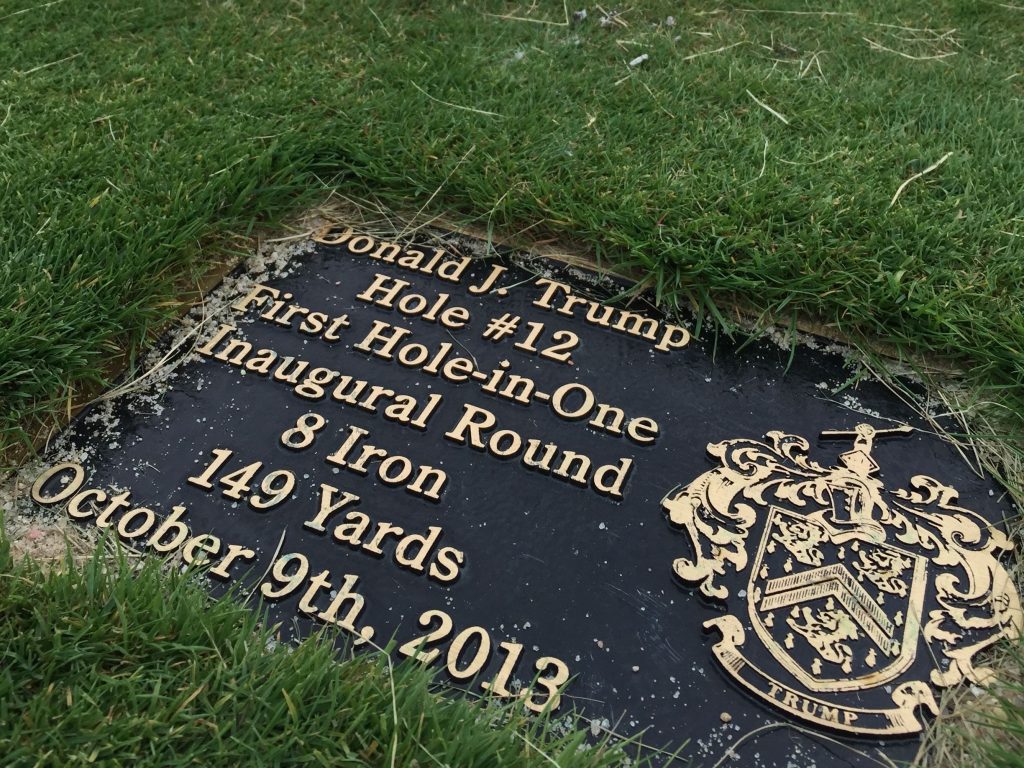 Donald J. Trump
Hole #12
First Hole-in-One
Inaugural Round
8 Iron
149 Yards
October 9th, 2013
TRUMP